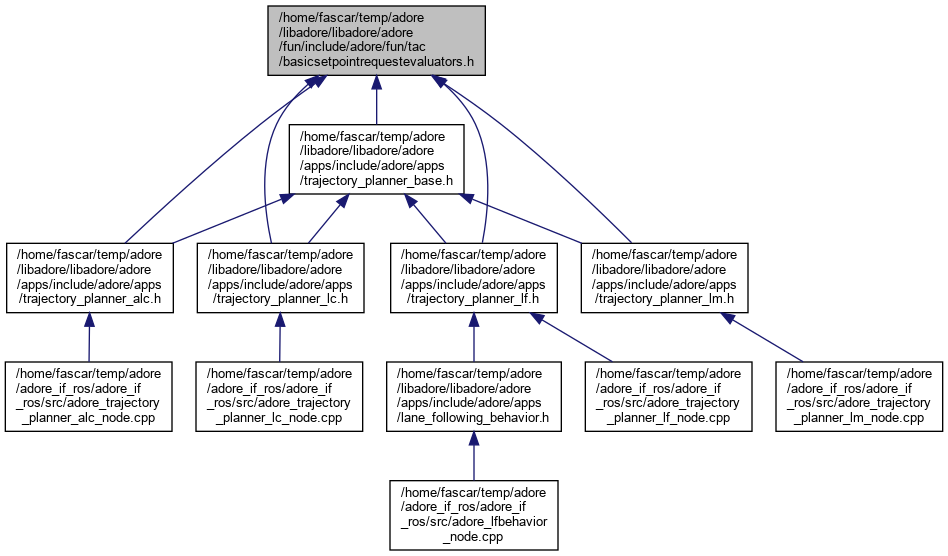 /home/fascar/temp/adore
/libadore/libadore/adore
/fun/include/adore/fun/tac
/basicsetpointrequestevaluators.h
/home/fascar/temp/adore
/libadore/libadore/adore
/apps/include/adore/apps
/trajectory_planner_base.h
/home/fascar/temp/adore
/libadore/libadore/adore
/apps/include/adore/apps
/trajectory_planner_alc.h
/home/fascar/temp/adore
/libadore/libadore/adore
/apps/include/adore/apps
/trajectory_planner_lc.h
/home/fascar/temp/adore
/libadore/libadore/adore
/apps/include/adore/apps
/trajectory_planner_lf.h
/home/fascar/temp/adore
/libadore/libadore/adore
/apps/include/adore/apps
/trajectory_planner_lm.h
/home/fascar/temp/adore
/adore_if_ros/adore_if
_ros/src/adore_trajectory
_planner_alc_node.cpp
/home/fascar/temp/adore
/adore_if_ros/adore_if
_ros/src/adore_trajectory
_planner_lc_node.cpp
/home/fascar/temp/adore
/libadore/libadore/adore
/apps/include/adore/apps
/lane_following_behavior.h
/home/fascar/temp/adore
/adore_if_ros/adore_if
_ros/src/adore_trajectory
_planner_lf_node.cpp
/home/fascar/temp/adore
/adore_if_ros/adore_if
_ros/src/adore_trajectory
_planner_lm_node.cpp
/home/fascar/temp/adore
/adore_if_ros/adore_if
_ros/src/adore_lfbehavior
_node.cpp